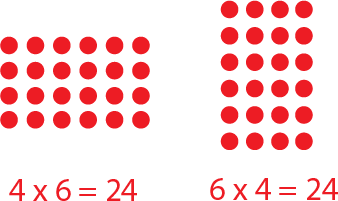 4 x 6 = 24
6 x 4 = 24